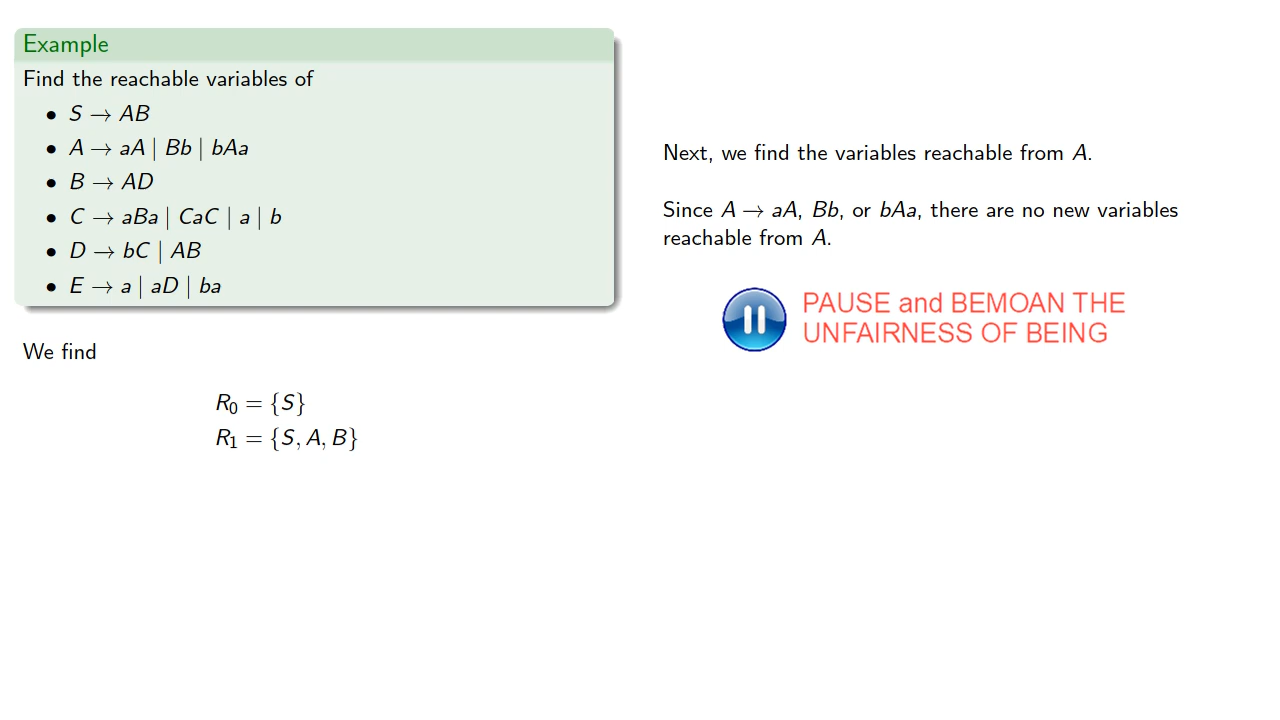 Example
Find the reachable variables of
• S → AB
• A → aA | Bb | bAa
• B → AD
• C → aBa | CaC | a | b
• D → bC | AB
• E → a | aD | ba
We find
R₀ = {S}
R₁ = {S, A, B}
Next, we find the variables reachable from A.
Since A → aA, Bb, or bAa, there are no new variables
reachable from A.
PAUSE and BEMOAN THE
UNFAIRNESS OF BEING